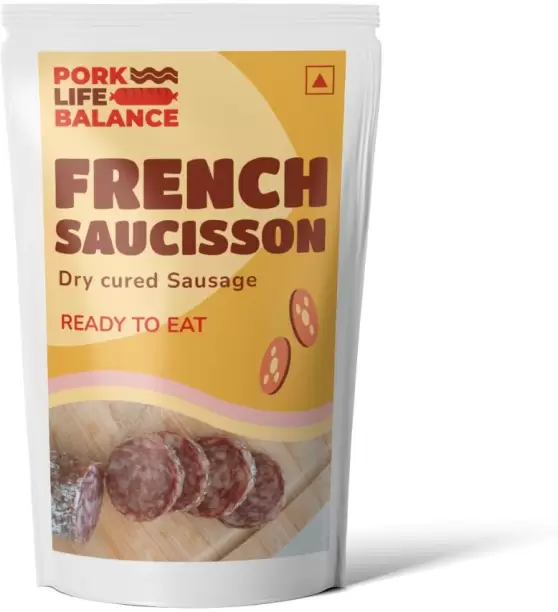 PORK
LIFE
BALANCE
FRENCH
SAUCISSON
Dry cured Sausage
READY TO EAT